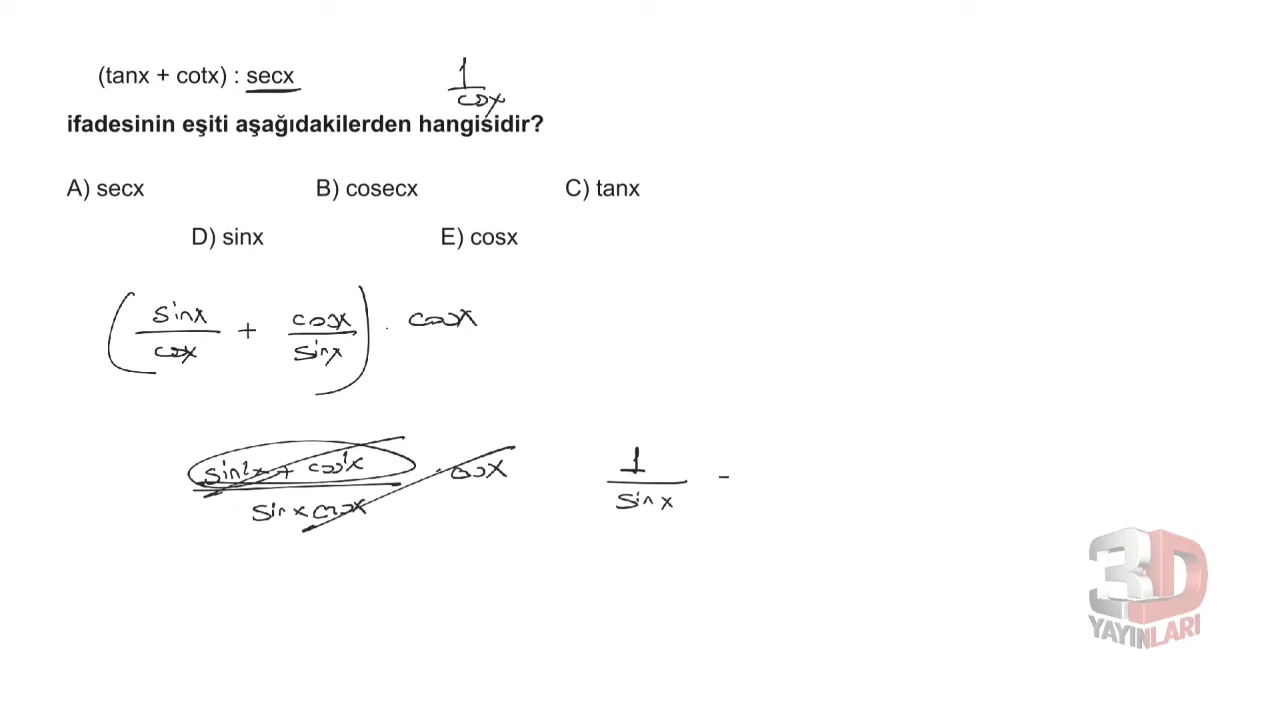 (tanx + cotx) : secx
1
cosx
ifadesinin eşiti aşağıdakilerden hangisidir?
A) secx B) cosecx C) tanx
D) sinx E) cosx
( sinx / cosx + cosx / sinx ) . cosx
sin²x + cos²x / sinx cosx . cosx 1 / sinx =
3D
YAYINLARI